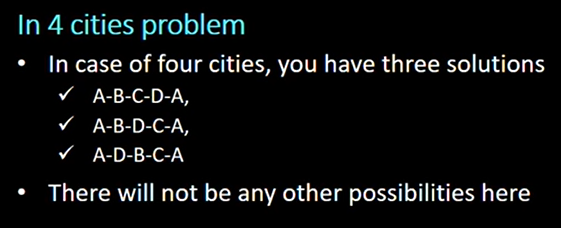 In 4 cities problem
• In case of four cities, you have three solutions
✓ A-B-C-D-A,
✓ A-B-D-C-A,
✓ A-D-B-C-A
• There will not be any other possibilities here